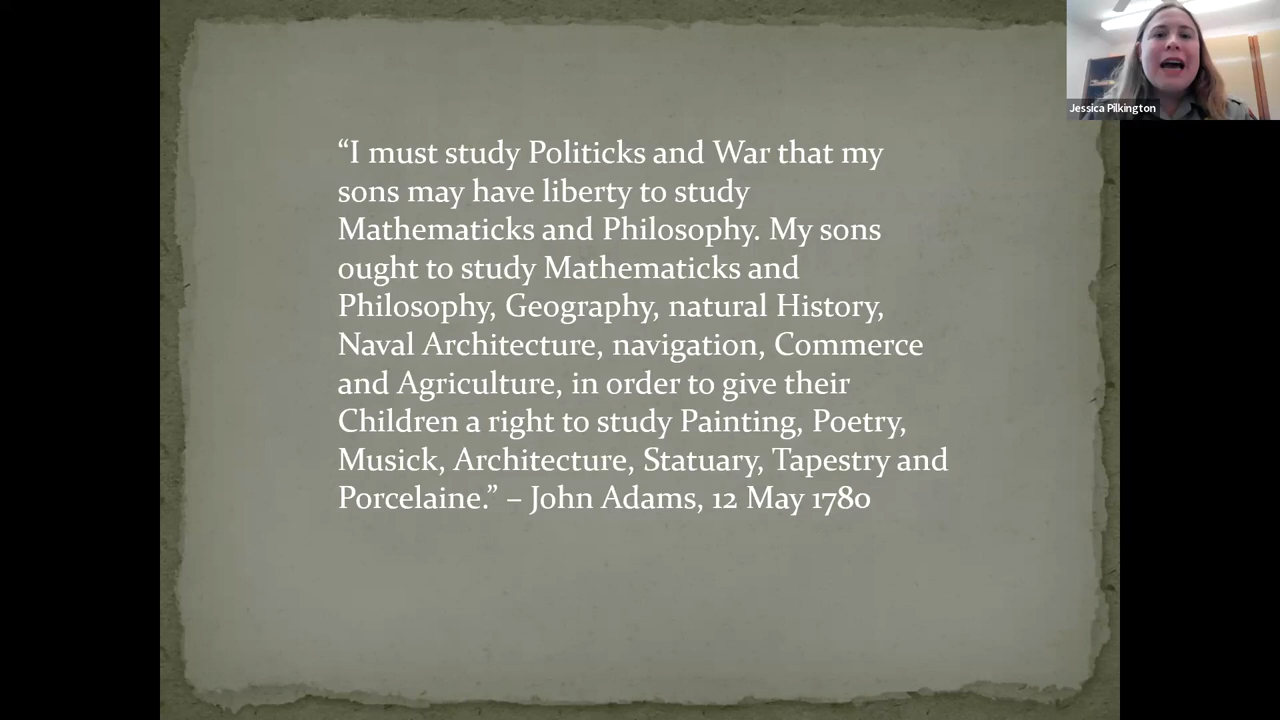 “I must study Politicks and War that my
sons may have liberty to study
Mathematicks and Philosophy. My sons
ought to study Mathematicks and
Philosophy, Geography, natural History,
Naval Architecture, navigation, Commerce
and Agriculture, in order to give their
Children a right to study Painting, Poetry,
Musick, Architecture, Statuary, Tapestry and
Porcelaine.” – John Adams, 12 May 1780
Jessica Pilkington